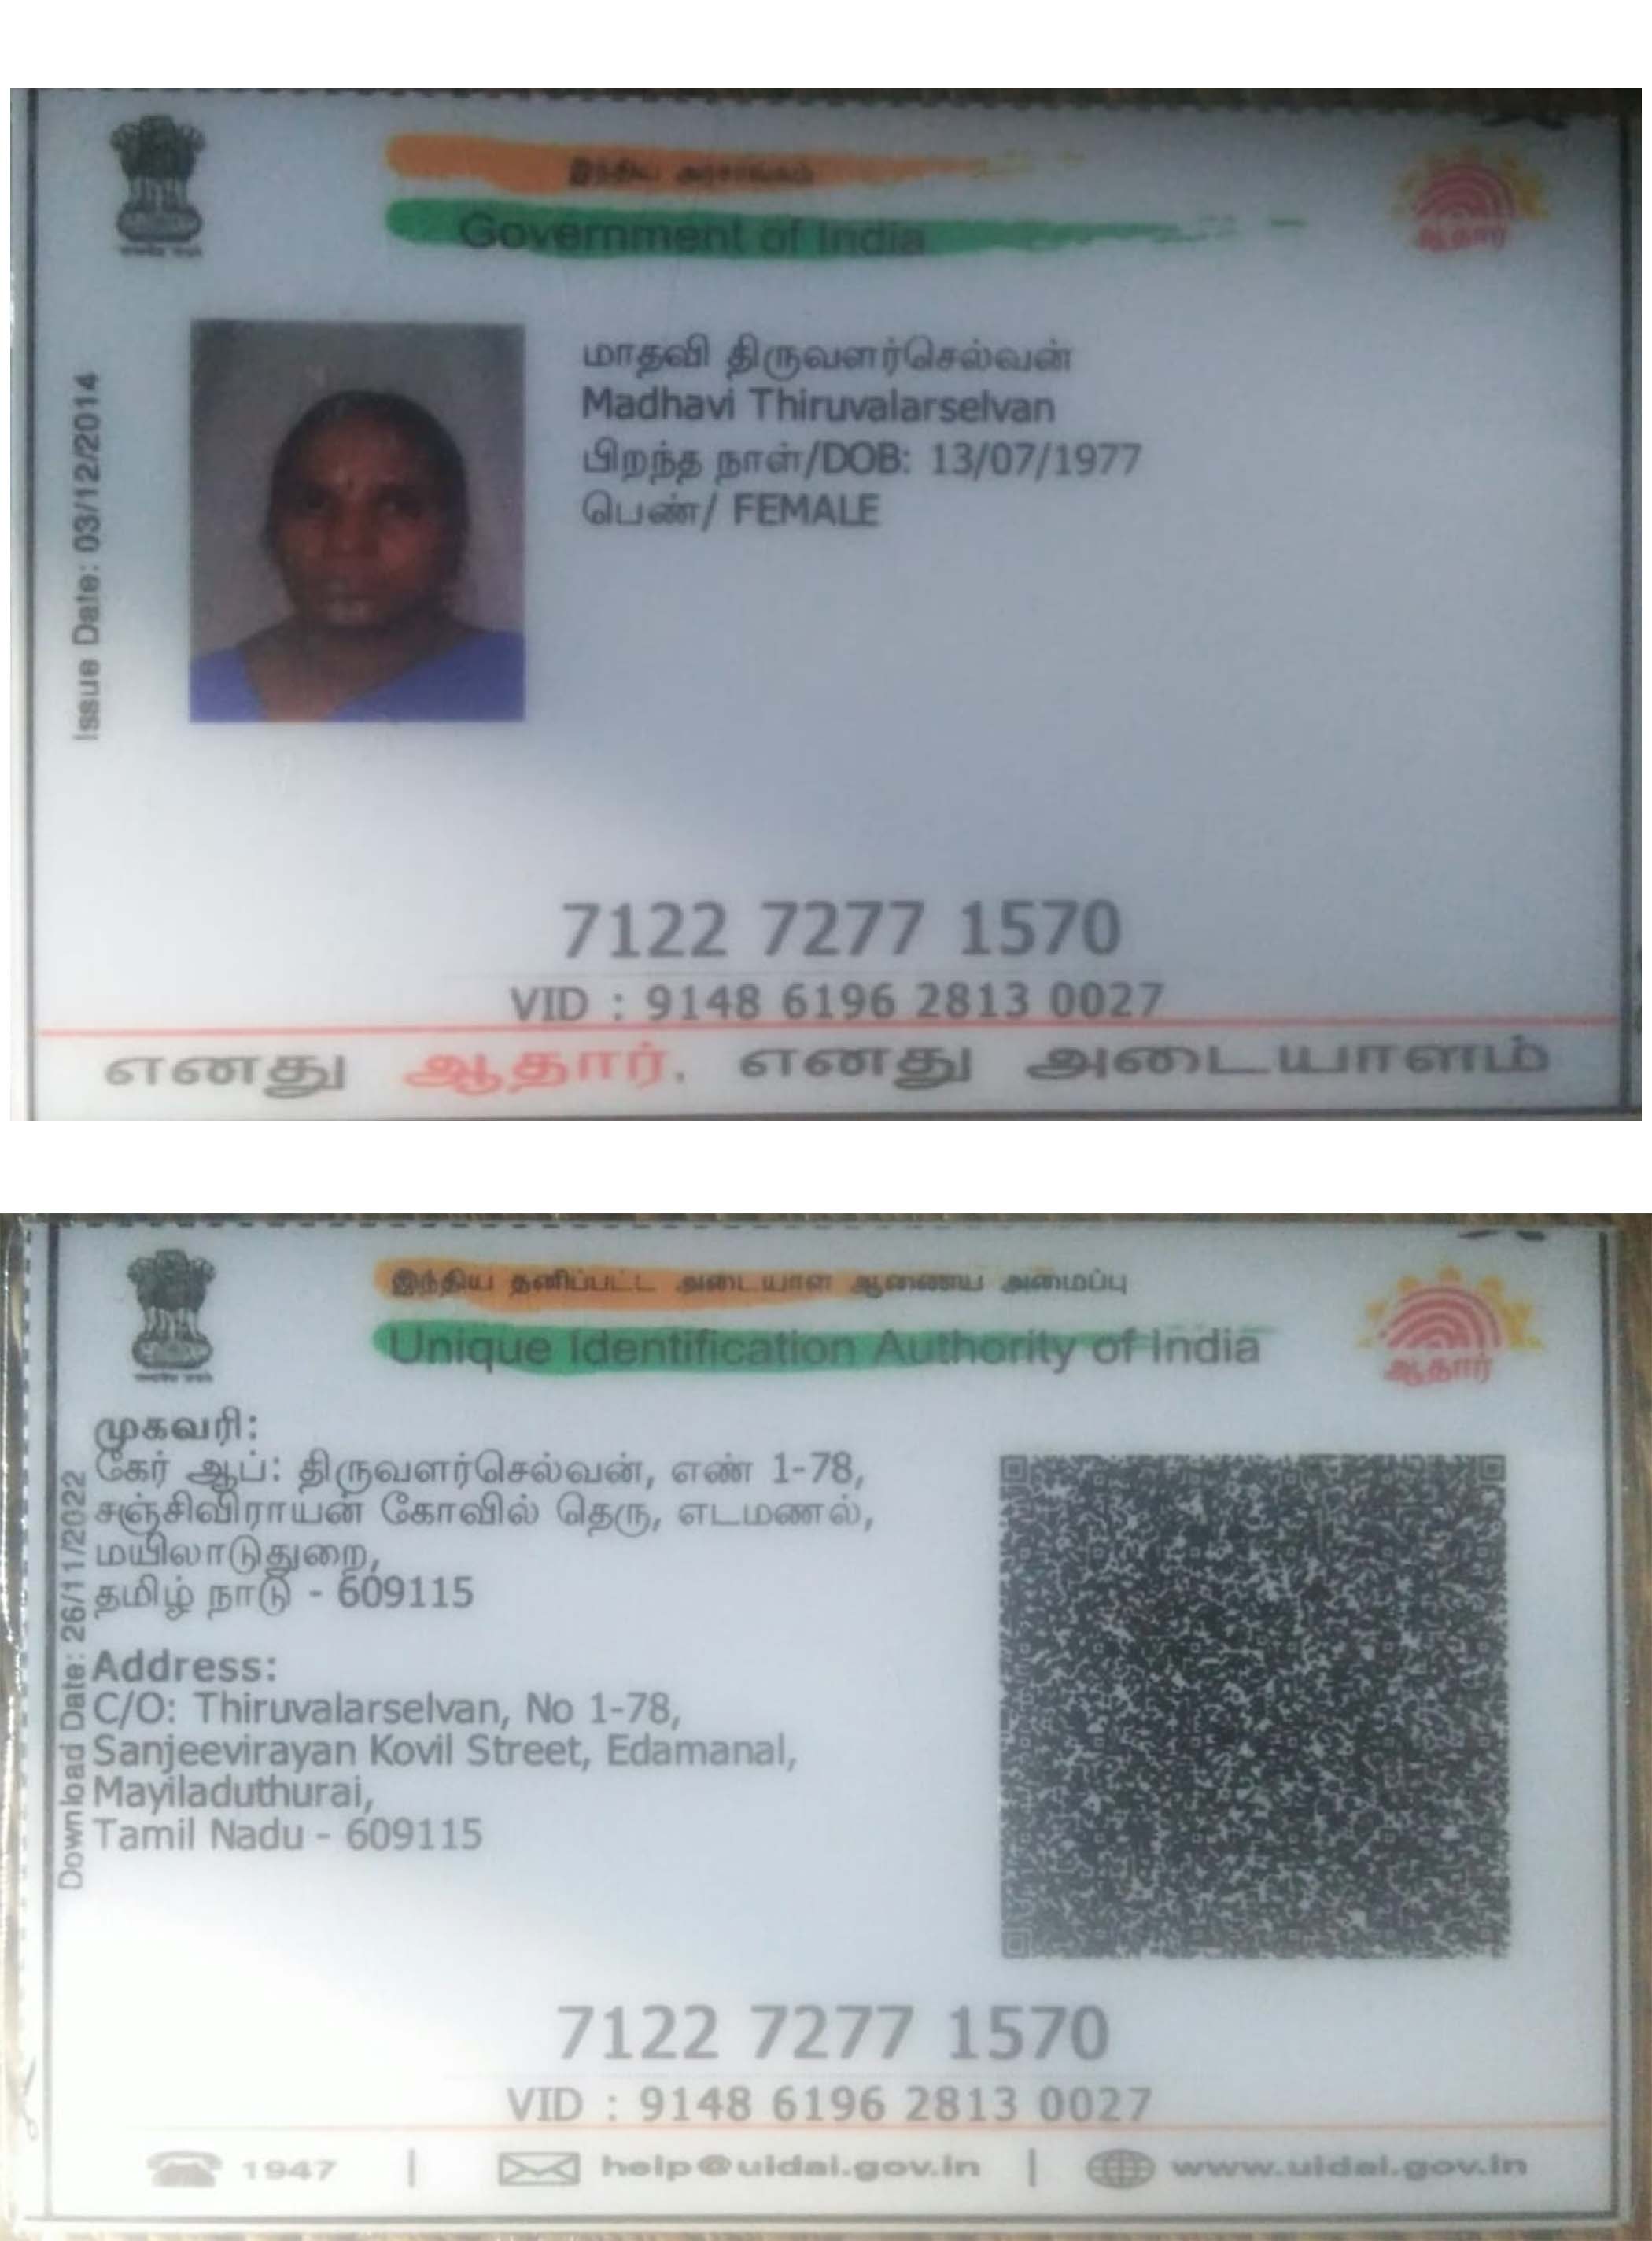 இந்திய அரசாங்கம்
Government of India
ஆதார்
Issue Date: 03/12/2014
மாதவி திருவளர்செல்வன்
Madhavi Thiruvalarselvan
பிறந்த நாள்/DOB: 13/07/1977
பெண்/ FEMALE
7122 7277 1570
VID : 9148 6196 2813 0027
எனது ஆதார், எனது அடையாளம்
இந்திய தனிப்பட்ட அடையாள ஆணைய அமைப்பு
Unique Identification Authority of India
ஆதார்
Download Date: 26/11/2022
முகவரி:
கேர் ஆப்: திருவளர்செல்வன், எண் 1-78,
சஞ்சிவிராயன் கோவில் தெரு, எடமணல்,
மயிலாடுதுறை,
தமிழ் நாடு - 609115
Address:
C/O: Thiruvalarselvan, No 1-78,
Sanjeevirayan Kovil Street, Edamanal,
Mayiladuthurai,
Tamil Nadu - 609115
7122 7277 1570
VID : 9148 6196 2813 0027
1947 | help@uidai.gov.in | www.uidai.gov.in